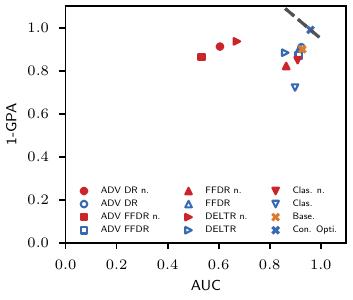 1.0
0.8
0.6
0.4
0.2
0.0
1-GPA
ADV DR n. FFDR n. Clas. n.
ADV DR FFDR Clas.
ADV FFDR n. DELTR n. Base.
ADV FFDR DELTR Con. Opti.
0.0 0.2 0.4 0.6 0.8 1.0
AUC